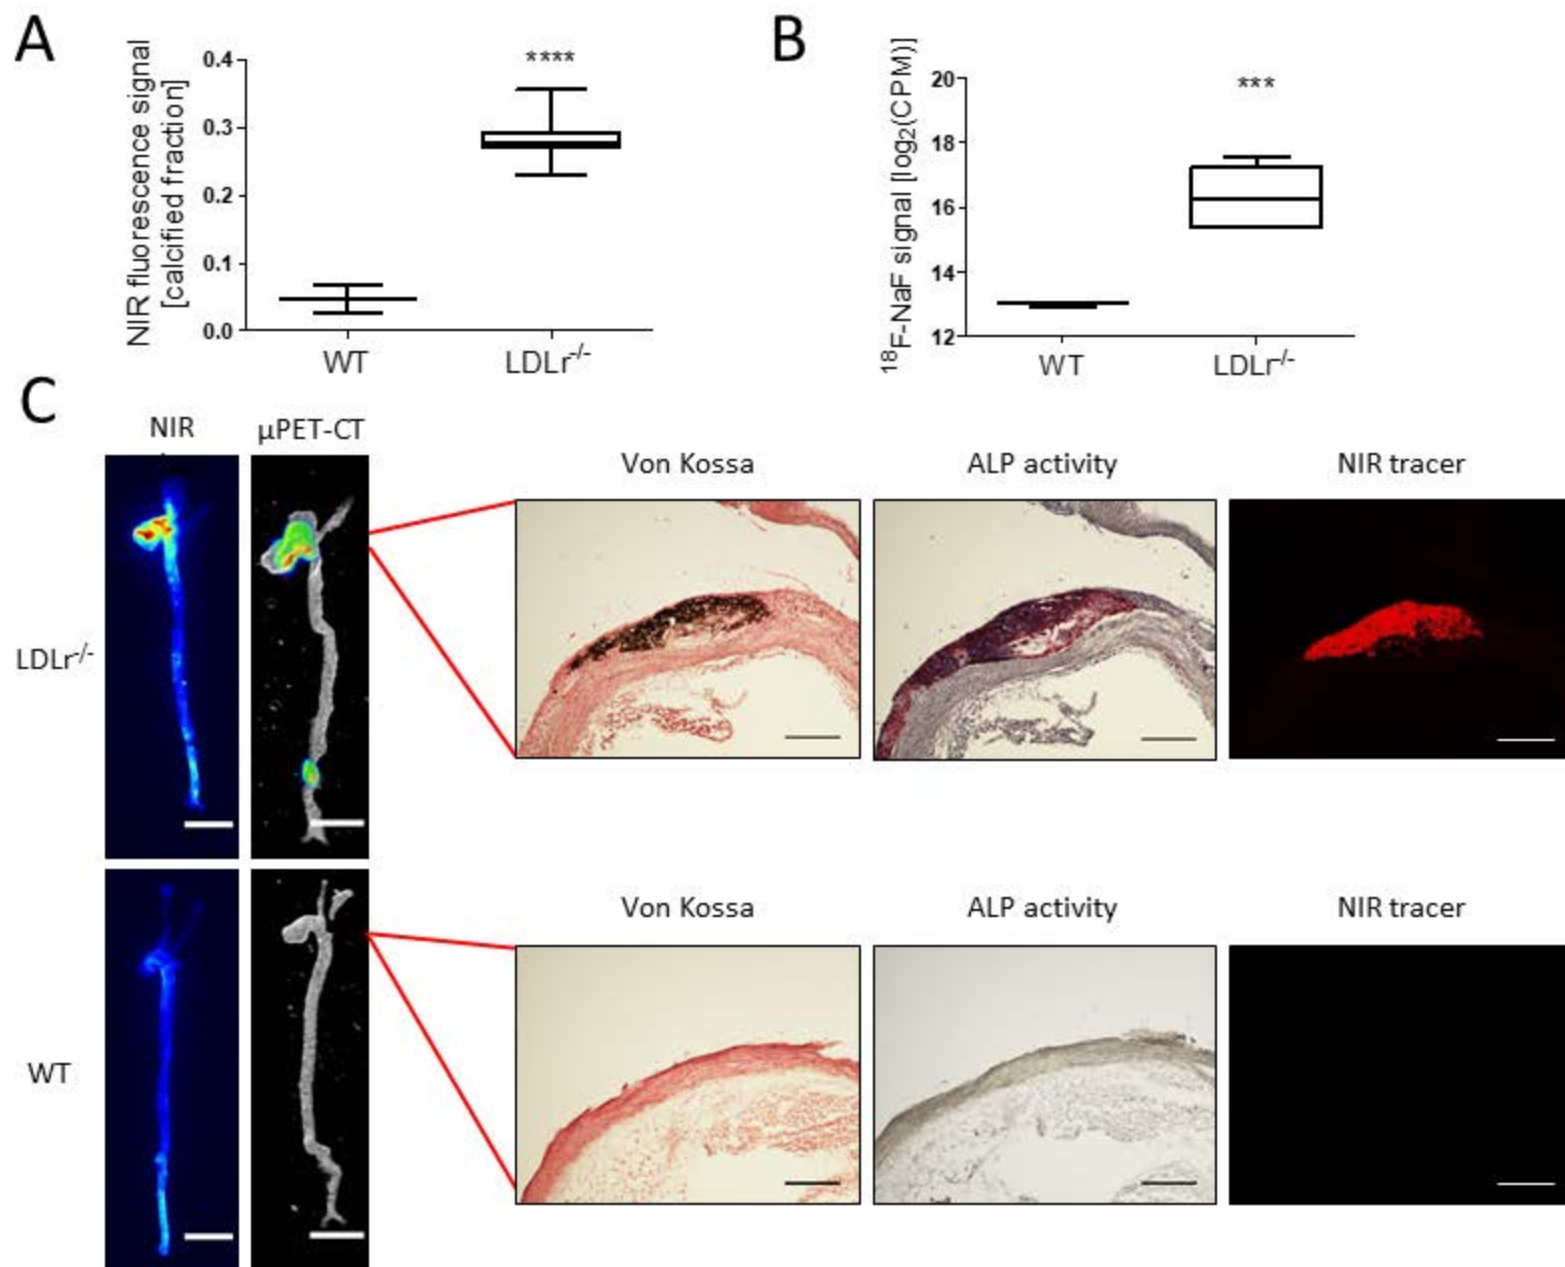 A
NIR fluorescence signal
[calcified fraction]
0.4
0.3
0.2
0.1
0.0
****
WT
LDLr-/-
B
18F-NaF signal [log2(CPM)]
20
18
16
14
12
***
WT
LDLr-/-
C
NIR
µPET-CT
Von Kossa
ALP activity
NIR tracer
LDLr-/-
Von Kossa
ALP activity
NIR tracer
WT